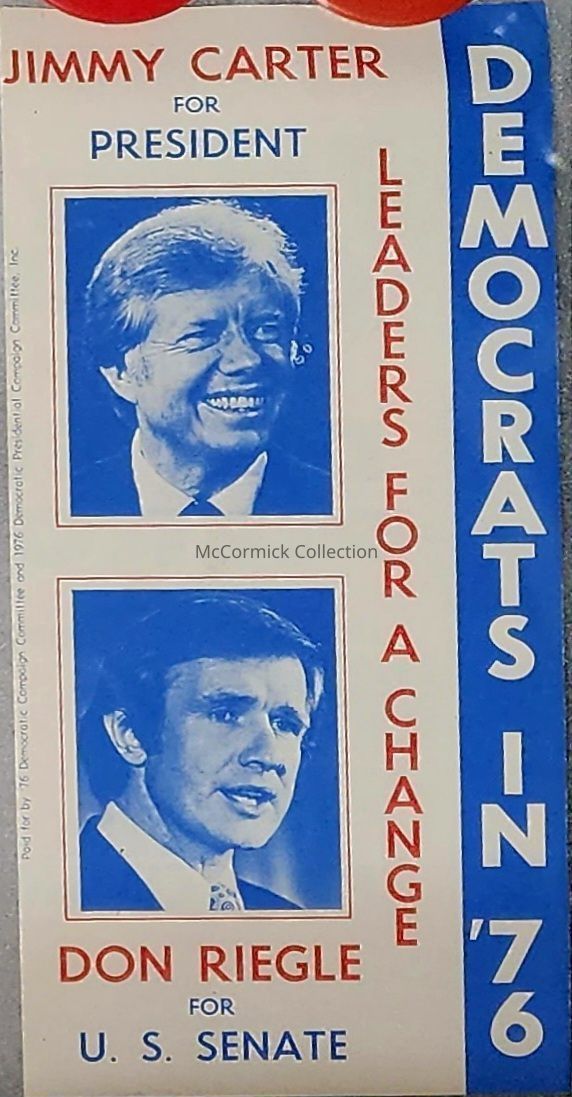 JIMMY CARTER
FOR
PRESIDENT
LEADERS FOR A CHANGE
DEMOCRATS IN '76
Paid for by '76 Democratic Campaign Committee and 1976 Democratic Presidential Campaign Committee, Inc.
McCormick Collection
DON RIEGLE
FOR
U. S. SENATE